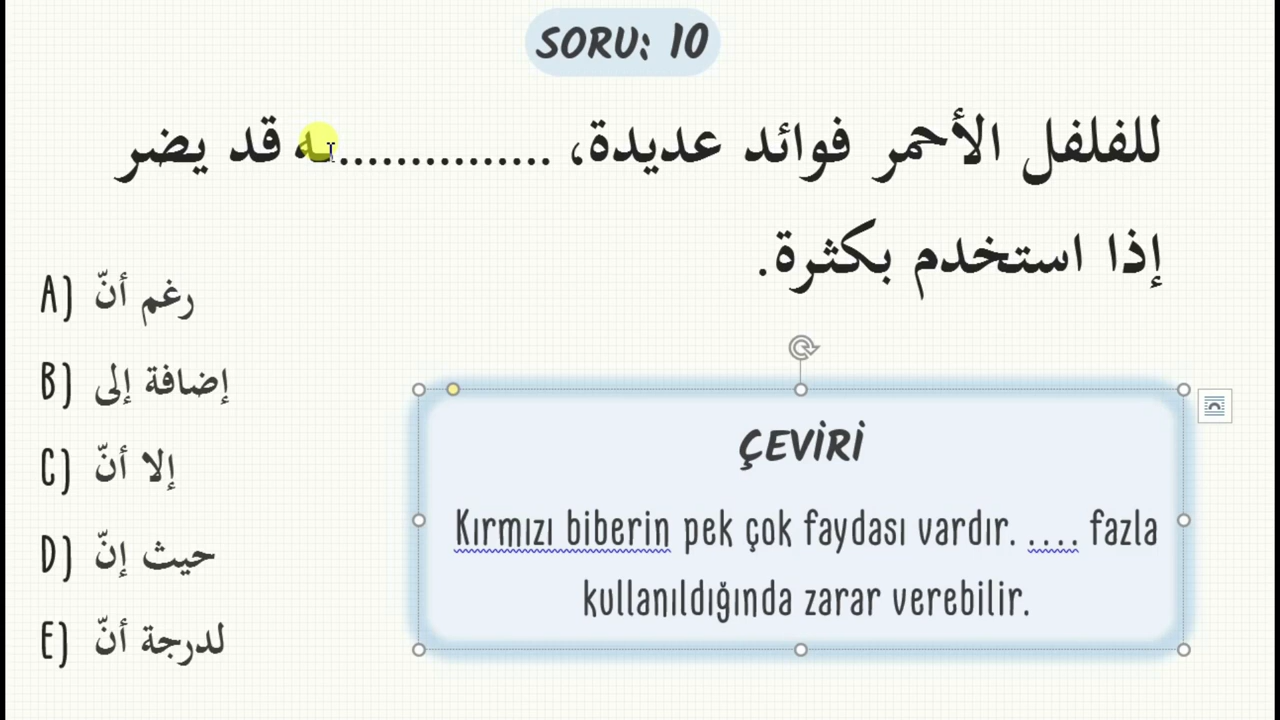 SORU: 10
للفلفل الأحمر فوائد عديدة، ...............ـه قد يضر
إذا استخدم بكثرة.
A) رغم أنّ
B) إضافة إلى
C) إلا أنّ
D) حيث إنّ
E) لدرجة أنّ
ÇEVİRİ
Kırmızı biberin pek çok faydası vardır. .... fazla
kullanıldığında zarar verebilir.